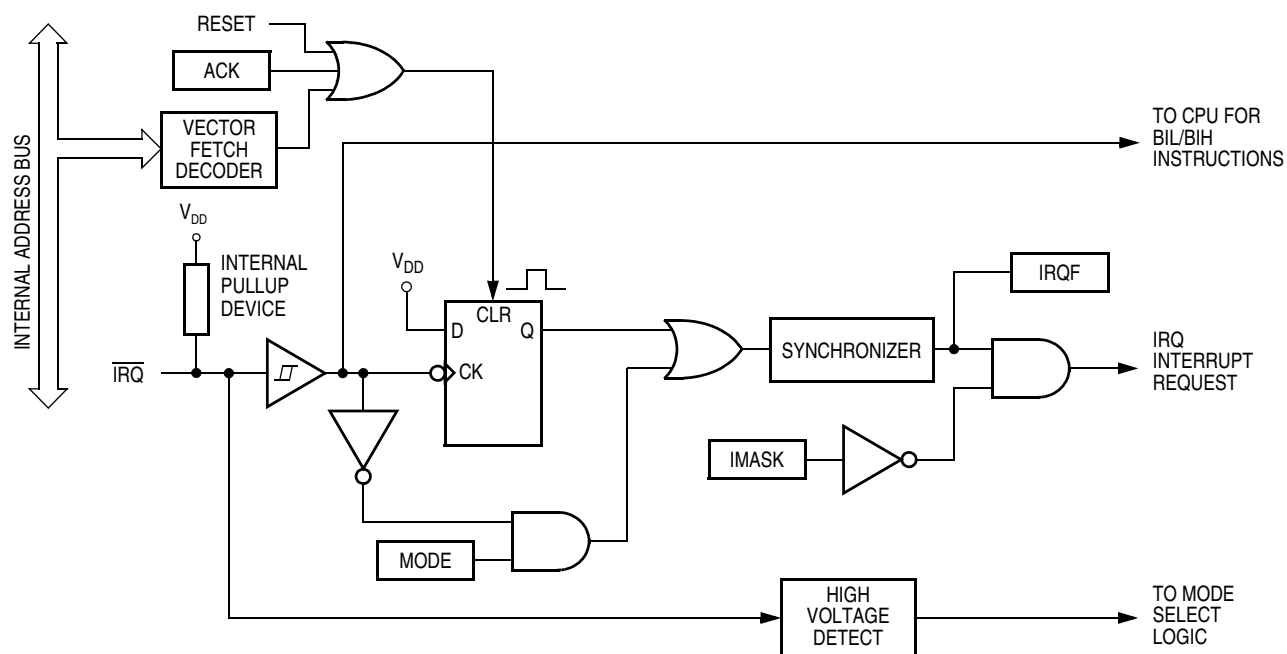 RESET
ACK
INTERNAL ADDRESS BUS
VECTOR
FETCH
DECODER
TO CPU FOR
BIL/BIH
INSTRUCTIONS
VDD
INTERNAL
PULLUP
DEVICE
VDD
D
CLR
Q
CK
IRQ
SYNCHRONIZER
IRQF
IRQ
INTERRUPT
REQUEST
IMASK
MODE
HIGH
VOLTAGE
DETECT
TO MODE
SELECT
LOGIC